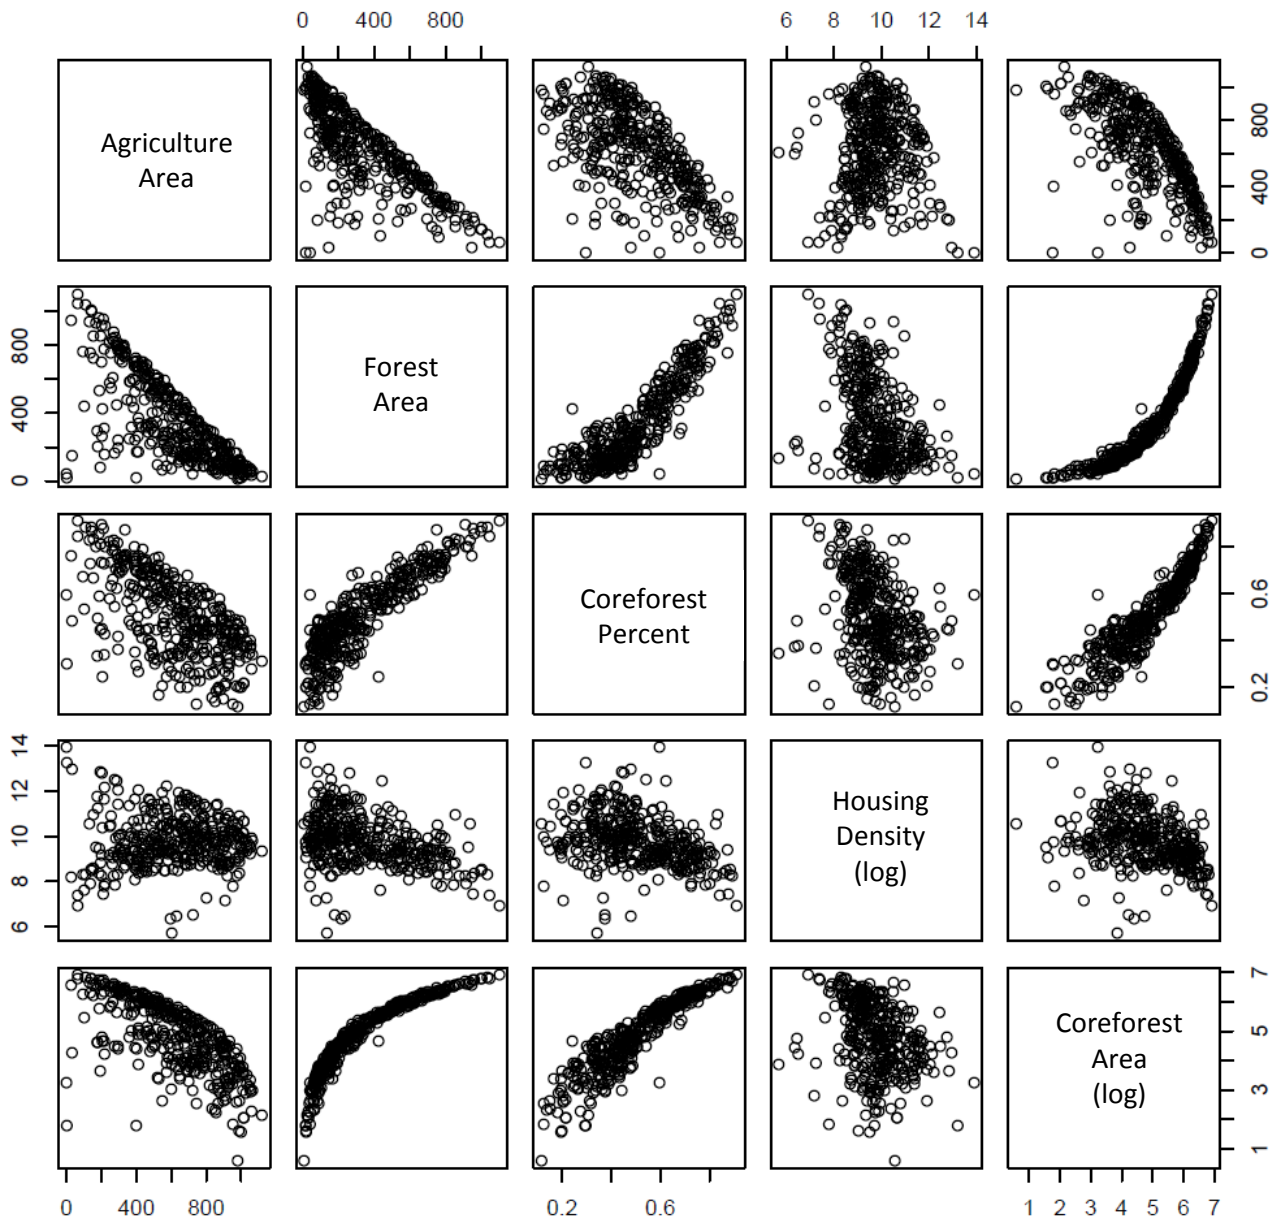 0 400 800
6 8 10 12 14
Agriculture
Area
800
400
0
800
400
0
Forest
Area
Coreforest
Percent
0.6
0.2
14
12
10
8
6
Housing
Density
(log)
Coreforest
Area
(log)
7
5
3
1
0 400 800
0.2 0.6
1 2 3 4 5 6 7